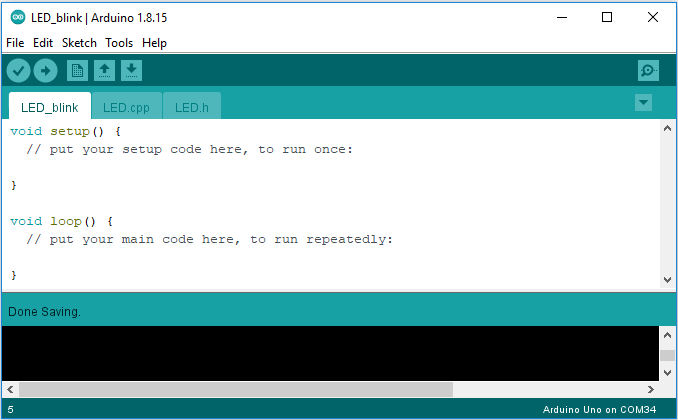 LED_blink | Arduino 1.8.15
File Edit Sketch Tools Help
LED_blink LED.cpp LED.h
void setup() {
  // put your setup code here, to run once:
}
void loop() {
  // put your main code here, to run repeatedly:
}
Done Saving.
5 Arduino Uno on COM34